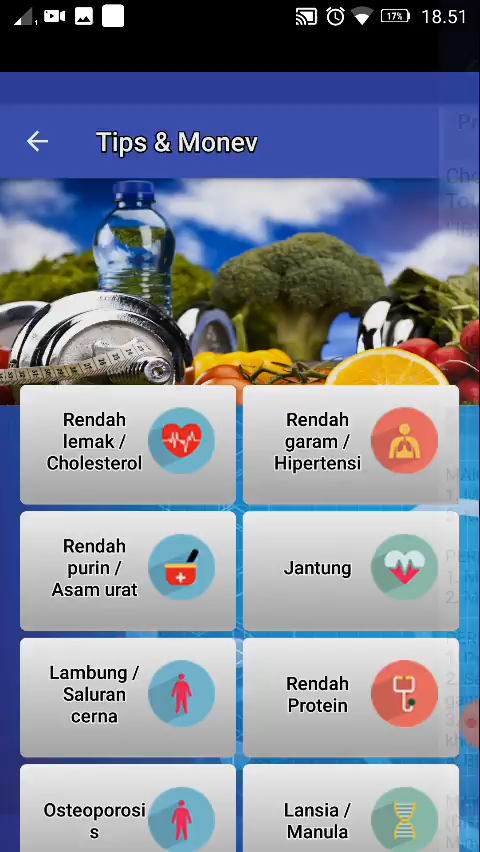 17%
18.51
Tips & Monev
Rendah
lemak /
Cholesterol
Rendah
garam /
Hipertensi
Rendah
purin /
Asam urat
Jantung
Lambung /
Saluran
cerna
Rendah
Protein
Osteoporosi
s
Lansia /
Manula